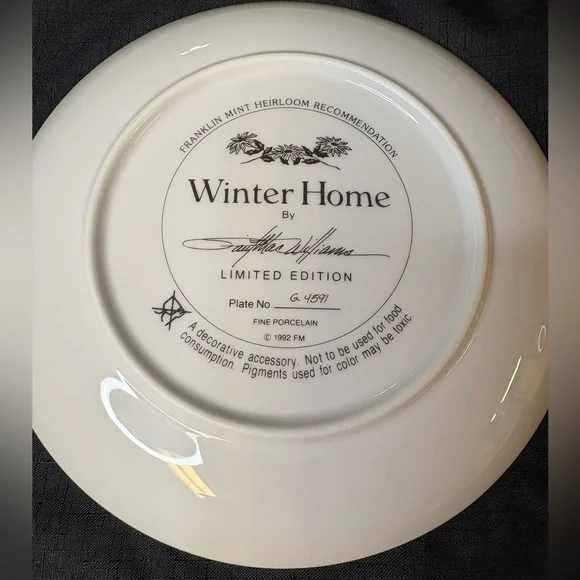 FRANKLIN MINT HEIRLOOM RECOMMENDATION
Winter Home
By
LIMITED EDITION
Plate No. G 4591
FINE PORCELAIN
© 1992 FM
A decorative accessory. Not to be used for food
consumption. Pigments used for color may be toxic.